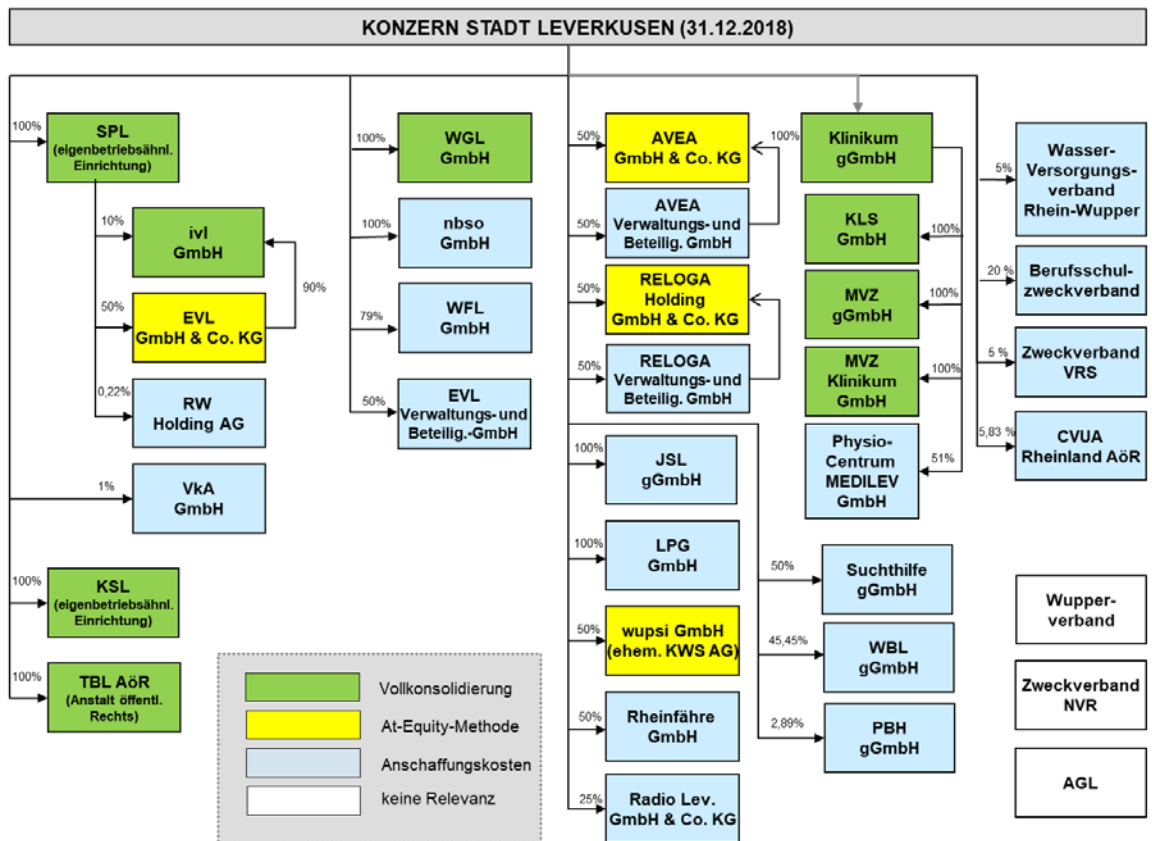 KONZERN STADT LEVERKUSEN (31.12.2018)
100%
SPL
(eigenbetriebsähnl.
Einrichtung)
10%
ivl
GmbH
90%
50%
EVL
GmbH & Co. KG
0,22%
RW
Holding AG
1%
VkA
GmbH
100%
KSL
(eigenbetriebsähnl.
Einrichtung)
100%
TBL AöR
(Anstalt öffentl.
Rechts)
100%
WGL
GmbH
100%
nbso
GmbH
79%
WFL
GmbH
50%
EVL
Verwaltungs- und
Beteilig.-GmbH
50%
AVEA
GmbH & Co. KG
50%
AVEA
Verwaltungs- und
Beteilig. GmbH
50%
RELOGA
Holding
GmbH & Co. KG
50%
RELOGA
Verwaltungs- und
Beteilig. GmbH
100%
JSL
gGmbH
100%
LPG
GmbH
50%
wupsi GmbH
(ehem. KWS AG)
50%
Rheinfähre
GmbH
25%
Radio Lev.
GmbH & Co. KG
100%
Klinikum
gGmbH
KLS
GmbH
100%
MVZ
gGmbH
100%
MVZ
Klinikum
GmbH
100%
Physio-
Centrum
MEDILEV
GmbH
51%
50%
Suchthilfe
gGmbH
45,45%
WBL
gGmbH
2,89%
PBH
gGmbH
5%
Wasser-
Versorgungs-
verband
Rhein-Wupper
20 %
Berufsschul-
zweckverband
5 %
Zweckverband
VRS
5,83 %
CVUA
Rheinland AöR
Wupper-
verband
Zweckverband
NVR
AGL
Vollkonsolidierung
At-Equity-Methode
Anschaffungskosten
keine Relevanz